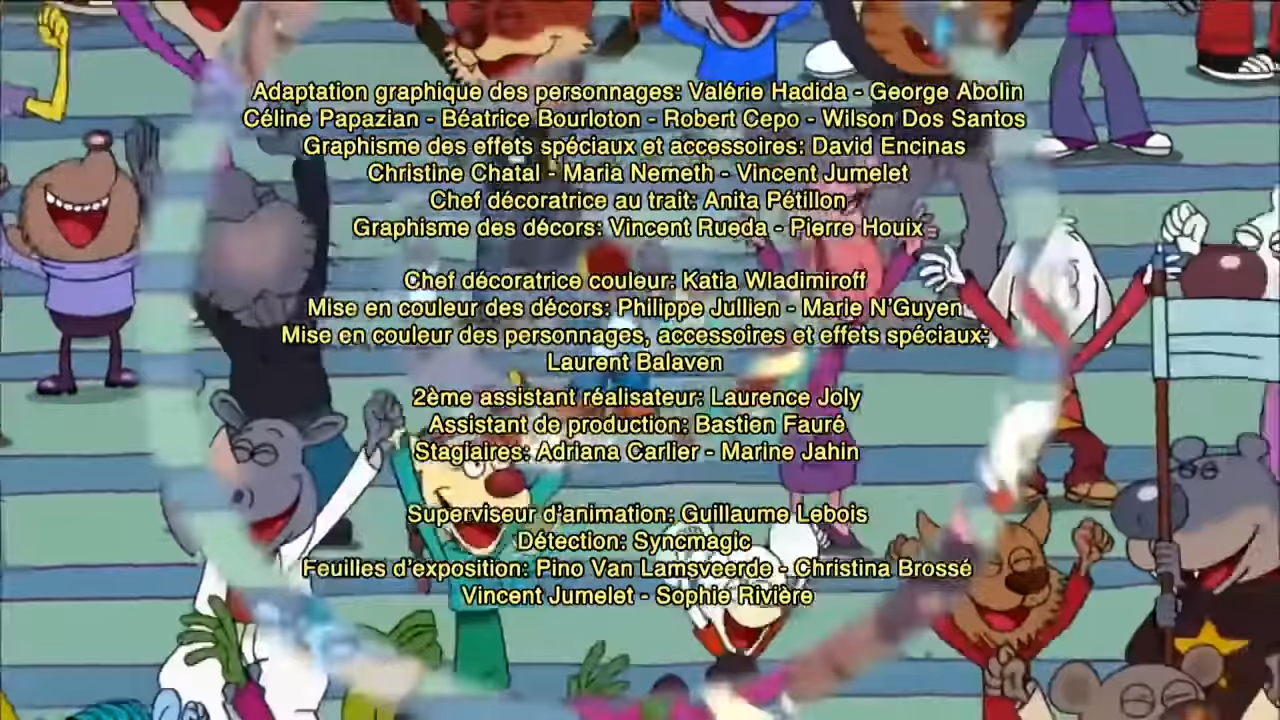 Adaptation graphique des personnages: Valérie Hadida - George Abolin
Céline Papazian - Béatrice Bourloton - Robert Cepo - Wilson Dos Santos
Graphisme des effets spéciaux et accessoires: David Encinas
Christine Chatal - Maria Nemeth - Vincent Jumelet
Chef décoratrice au trait: Anita Pétillon
Graphisme des décors: Vincent Rueda - Pierre Houix
Chef décoratrice couleur: Katia Wladimiroff
Mise en couleur des décors: Philippe Jullien - Marie N'Guyen
Mise en couleur des personnages, accessoires et effets spéciaux:
Laurent Balaven
2ème assistant réalisateur: Laurence Joly
Assistant de production: Bastien Fauré
Stagiaires: Adriana Carlier - Marine Jahin
Superviseur d'animation: Guillaume Lebois
Détection: Syncmagic
Feuilles d'exposition: Pino Van Lamsveerde - Christina Brossé
Vincent Jumelet - Sophie Rivière